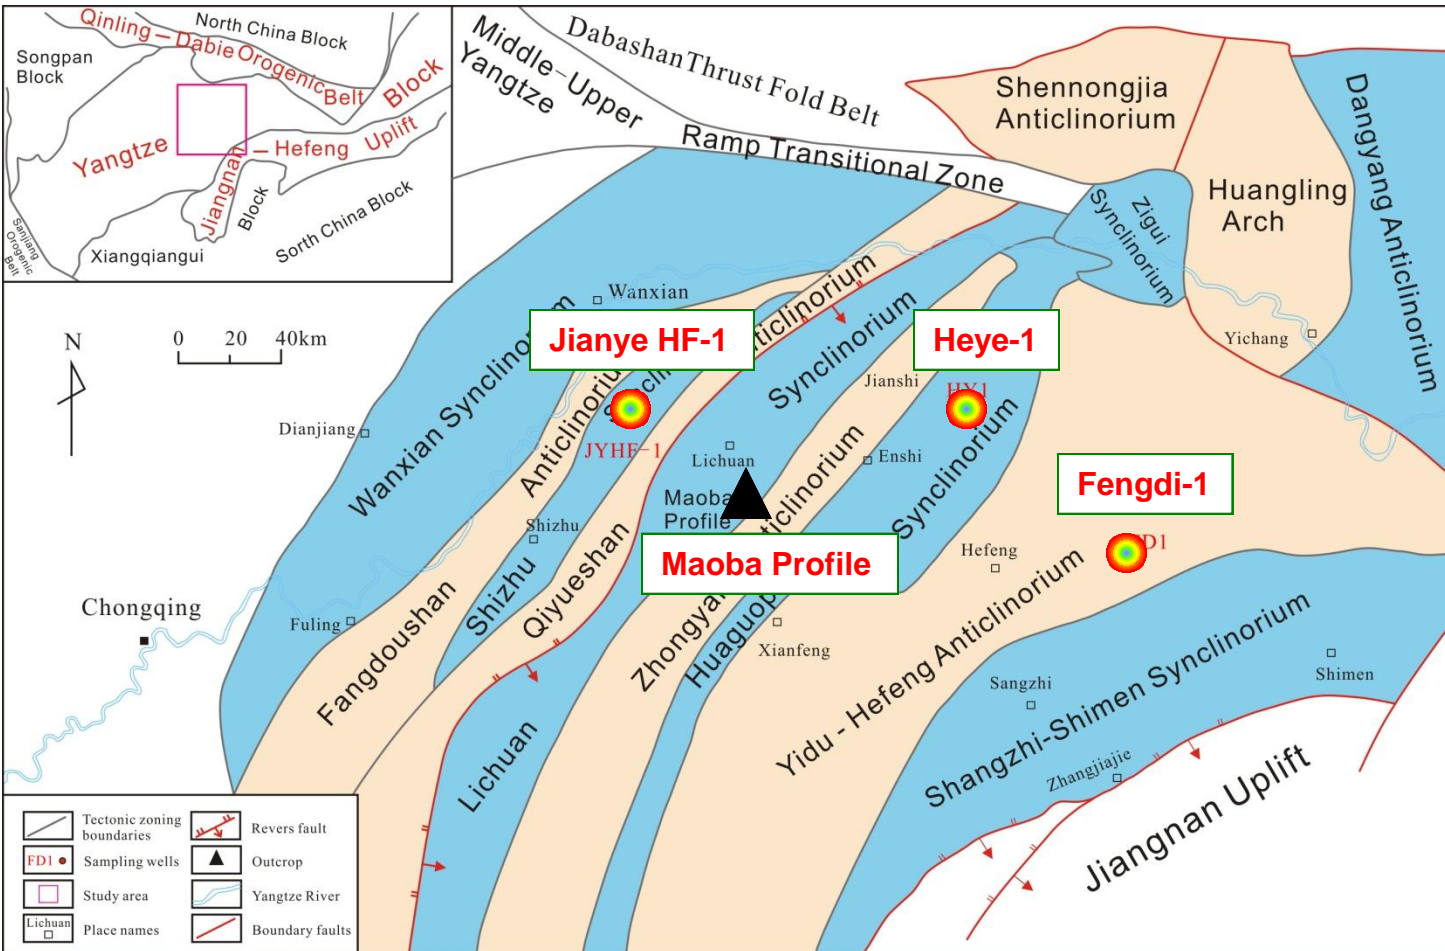 Qinling — Dabie Orogenic
Belt
North China Block
Songpan
Block
Block
Yangtze
Jiangnan
— Hefeng
Uplift
Block
Sorth China Block
Xiangqiangui
Sanjiang
Orogenic
Belt
Middle-Upper
Yangtze
Dabashan Thrust Fold Belt
Ramp Transitional Zone
Shennongjia
Anticlinorium
Huangling
Arch
Dangyang Anticlinorium
Zigui
Synclinorium
Yichang
N
0 20 40km
Wanxian
Wanxian Synclinorium
Jianye HF-1
Anticlinorium
JYHF-1
Heye-1
HY1
Jianshi
Synclinorium
Dianjiang
Lichuan
Enshi
Synclinorium
Fengdi-1
Maoba
Profile
Maoba Profile
Shizhu
Hefeng
Chongqing
Fuling
Fangdoushan
Anticlinoriu
Shizhu
Qiyueshan
Lichuan
Huaguop
Xianfeng
Yidu - Hefeng Anticlinorium
Sangzhi
Shimen
Shangzhi-Shimen Synclinorium
Zhangjiajie
Jiangnan Uplift
Tectonic zoning
boundaries
Revers fault
FD1
Sampling wells
Outcrop
Study area
Yangtze River
Lichuan
Place names
Boundary faults